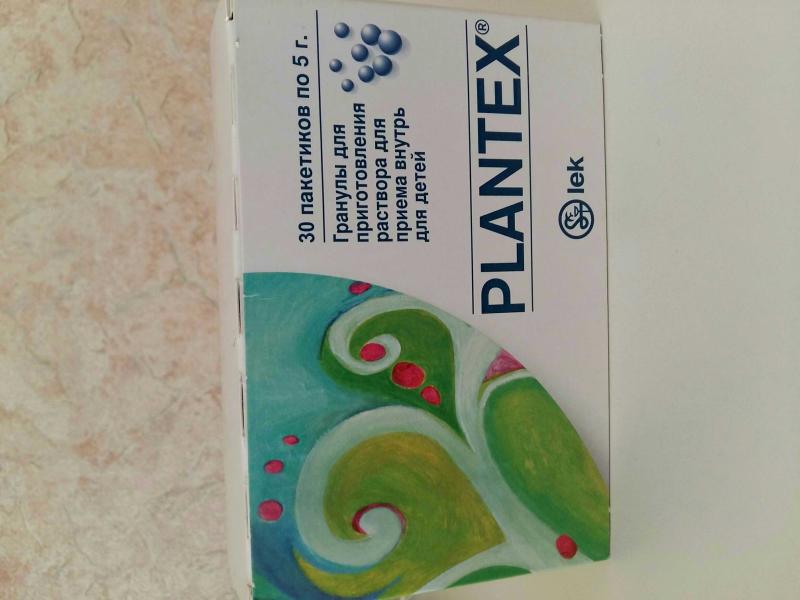 30 пакетиков по 5 г.
Гранулы для
приготовления
раствора для
приема внутрь
для детей
PLANTEX®
lek